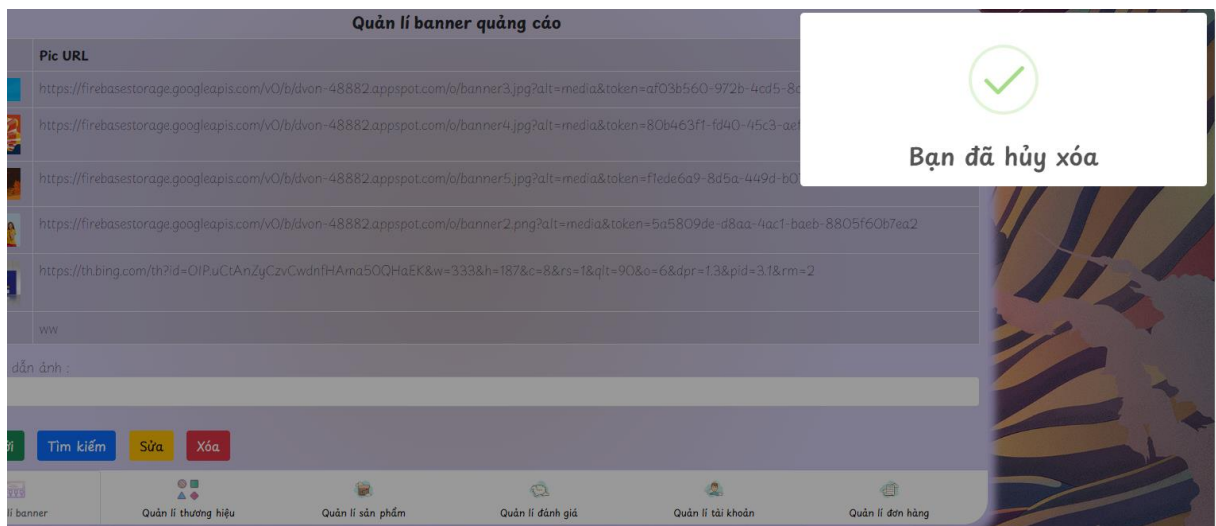 Quản lí banner quảng cáo
Pic URL
https://firebasestorage.googleapis.com/v0/b/dvon-48882.appspot.com/o/banner3.jpg?alt=media&token=af03b560-972b-4cd5-8c
https://firebasestorage.googleapis.com/v0/b/dvon-48882.appspot.com/o/banner4.jpg?alt=media&token=80b463f1-fd40-45c3-aef
https://firebasestorage.googleapis.com/v0/b/dvon-48882.appspot.com/o/banner5.jpg?alt=media&token=f1ede6a9-8d5a-449d-b0
https://firebasestorage.googleapis.com/v0/b/dvon-48882.appspot.com/o/banner2.png?alt=media&token=5a5809de-d8aa-4ac1-baeb-8805f60b7ea2
https://th.bing.com/th?id=OIP.uCtAnZyCzvCwdnfHAma50QHaEK&w=333&h=187&c=8&rs=1&qlt=90&o=6&dpr=1.3&pid=3.1&rm=2
ww
Bạn đã hủy xóa
dẫn ảnh :
Tìm kiếm Sửa Xóa
lí banner Quản lí thương hiệu Quản lí sản phẩm Quản lí đánh giá Quản lí tài khoản Quản lí đơn hàng